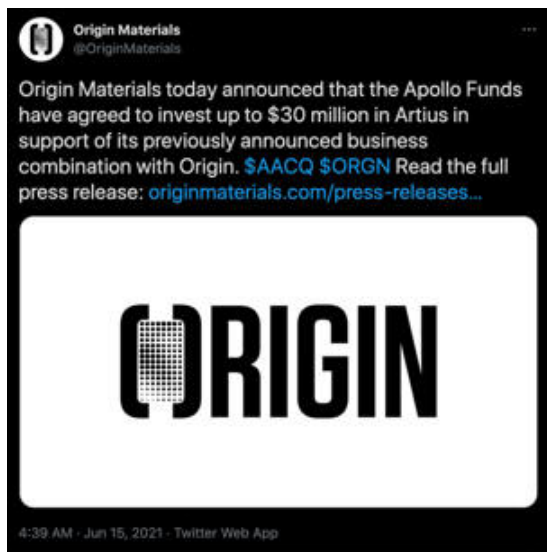 Origin Materials
@OriginMaterials
Origin Materials today announced that the Apollo Funds
have agreed to invest up to $30 million in Artius in
support of its previously announced business
combination with Origin. $AACQ $ORGN Read the full
press release: originmaterials.com/press-releases...
ORIGIN
4:39 AM · Jun 15, 2021 · Twitter Web App